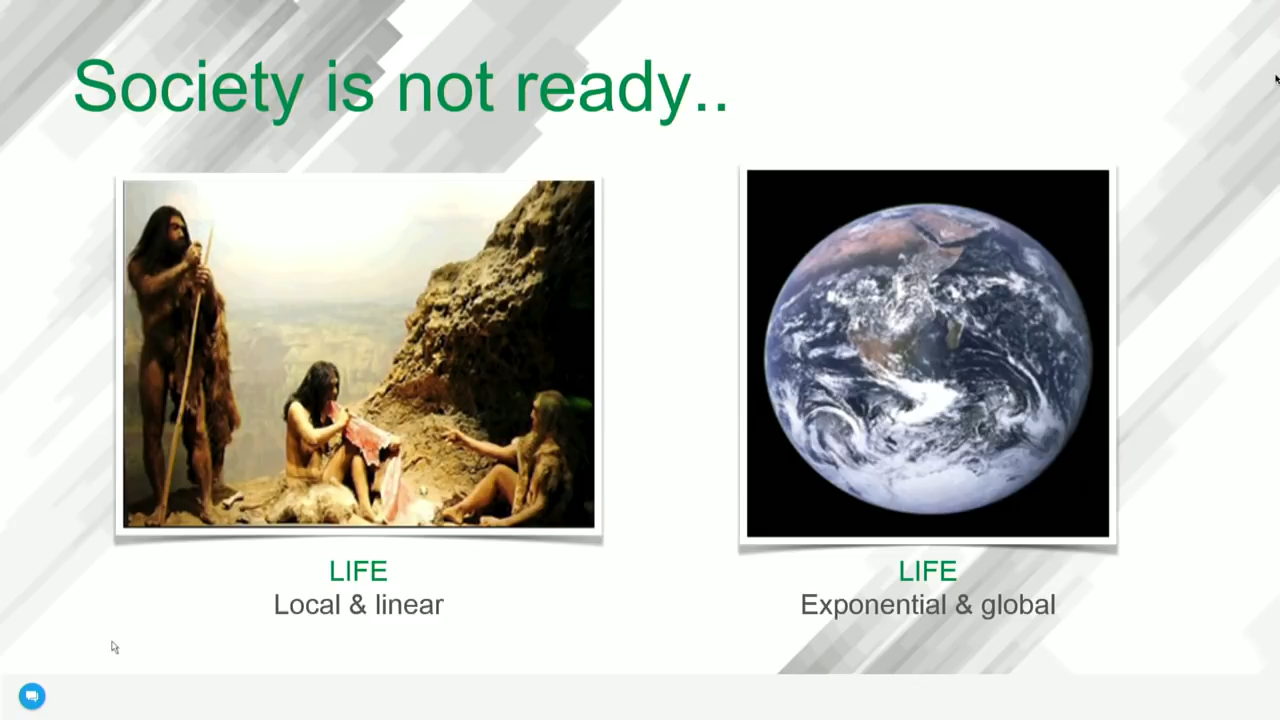 Society is not ready..
LIFE
Local & linear
LIFE
Exponential & global